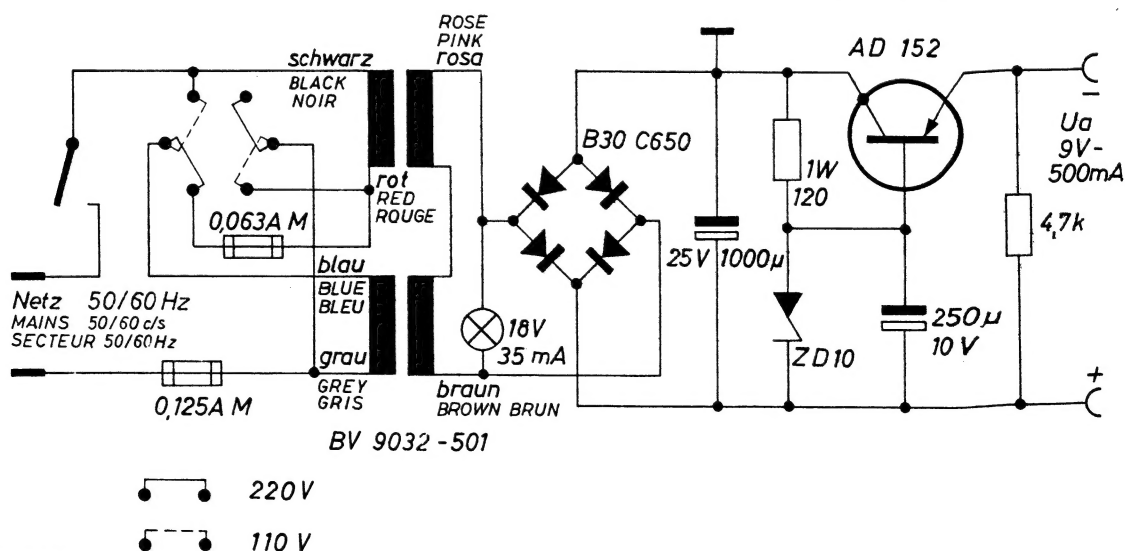 ROSE
PINK
rosa
schwarz
BLACK
NOIR
AD 152
B30 C650
1W
120
−
Ua
9V-
500mA
rot
RED
ROUGE
0,063A M
25V 1000µ
4,7k
blau
BLUE
BLEU
Netz 50/60 Hz
MAINS 50/60 c/s
SECTEUR 50/60Hz
18V
35 mA
ZD10
250µ
10V
grau
GREY
GRIS
0,125A M
braun
BROWN BRUN
+
BV 9032-501
220V
110 V